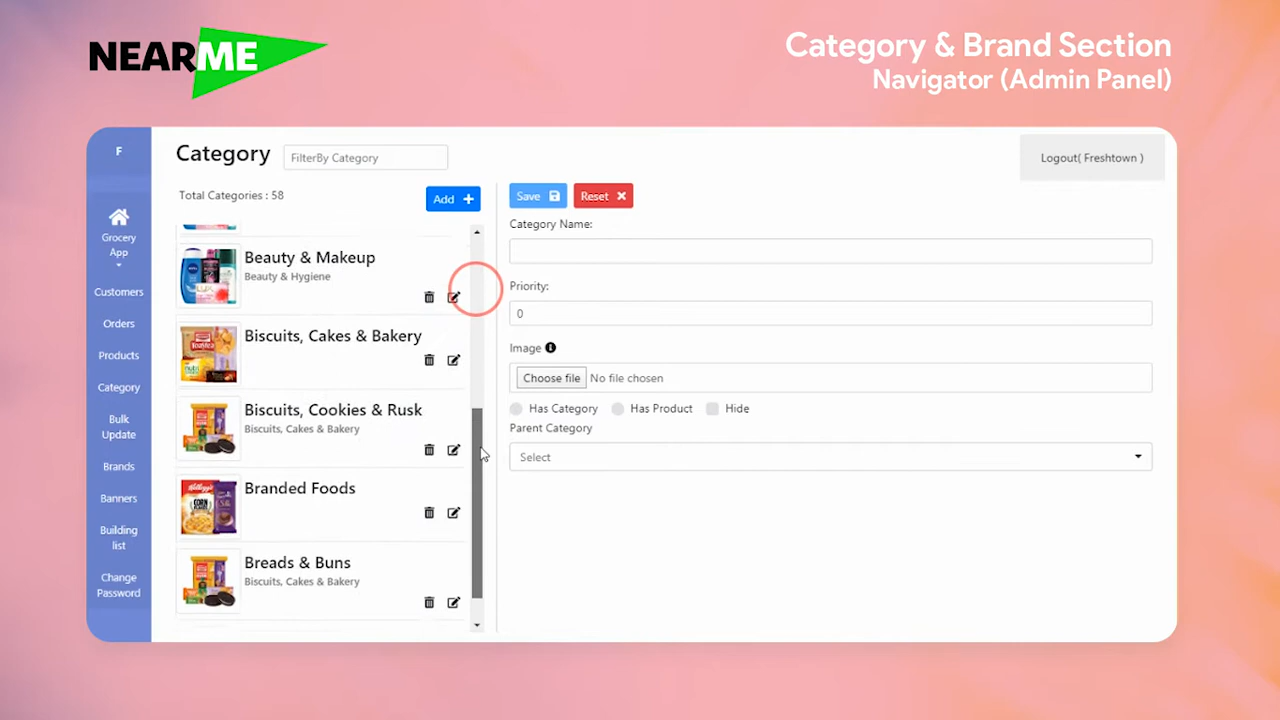 NEARME
Category & Brand Section
Navigator (Admin Panel)
F
Grocery
App
Customers
Orders
Products
Category
Bulk
Update
Brands
Banners
Building
list
Change
Password
Category
FilterBy Category
Logout( Freshtown )
Total Categories : 58
Add +
Beauty & Makeup
Beauty & Hygiene
Biscuits, Cakes & Bakery
Biscuits, Cookies & Rusk
Biscuits, Cakes & Bakery
Branded Foods
Breads & Buns
Biscuits, Cakes & Bakery
Save
Reset
Category Name:
Priority:
0
Image
Choose file No file chosen
Has Category Has Product Hide
Parent Category
Select